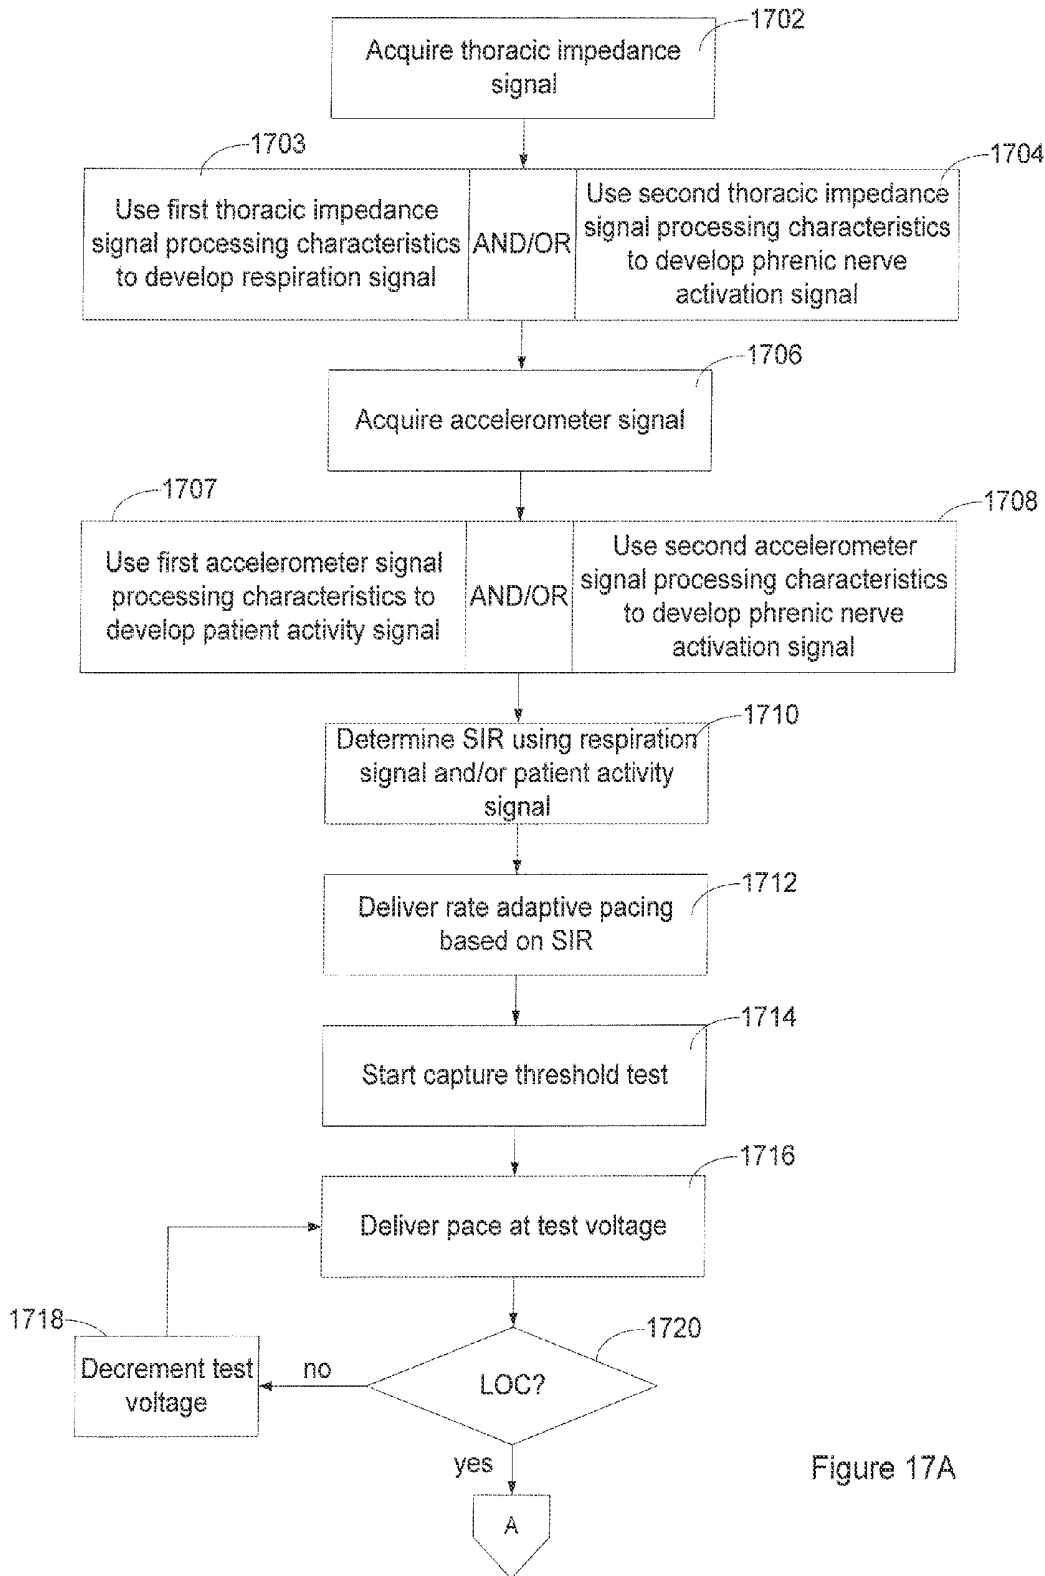 1702
Acquire thoracic impedance
signal
1703
1704
Use first thoracic impedance
signal processing characteristics
to develop respiration signal
AND/OR
Use second thoracic impedance
signal processing characteristics
to develop phrenic nerve
activation signal
1706
Acquire accelerometer signal
1707
1708
Use first accelerometer signal
processing characteristics to
develop patient activity signal
AND/OR
Use second accelerometer
signal processing characteristics
to develop phrenic nerve
activation signal
1710
Determine SIR using respiration
signal and/or patient activity
signal
1712
Deliver rate adaptive pacing
based on SIR
1714
Start capture threshold test
1716
Deliver pace at test voltage
1718
Decrement test
voltage
no
1720
LOC?
yes
A
Figure 17A